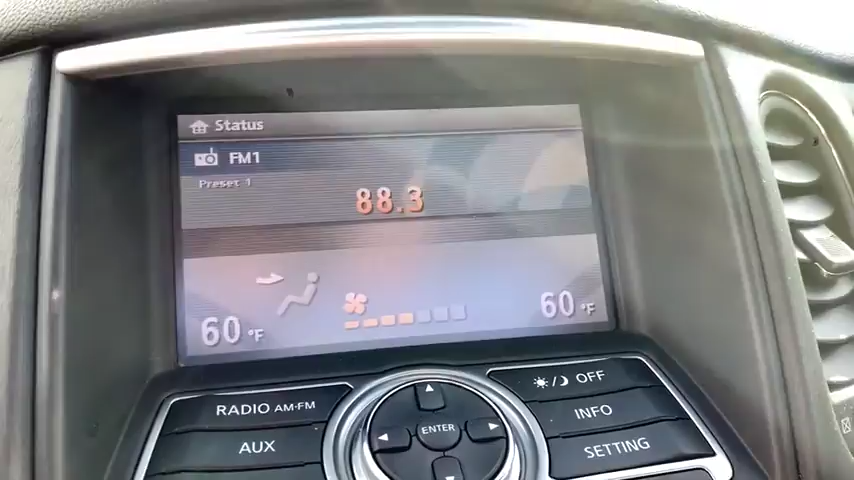 Status
FM1
Preset 1
88.3
60 °F
60 °F
RADIO AM·FM
AUX
ENTER
OFF
INFO
SETTING